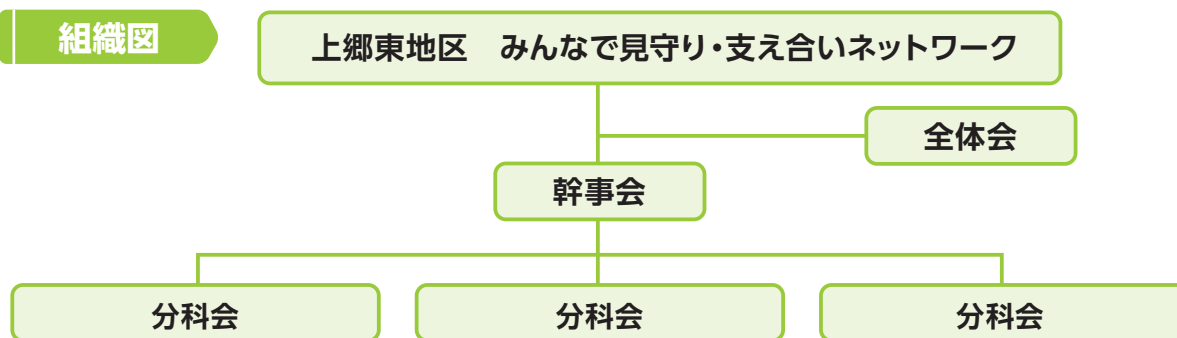 組織図
上郷東地区　みんなで見守り・支え合いネットワーク
全体会
幹事会
分科会
分科会
分科会